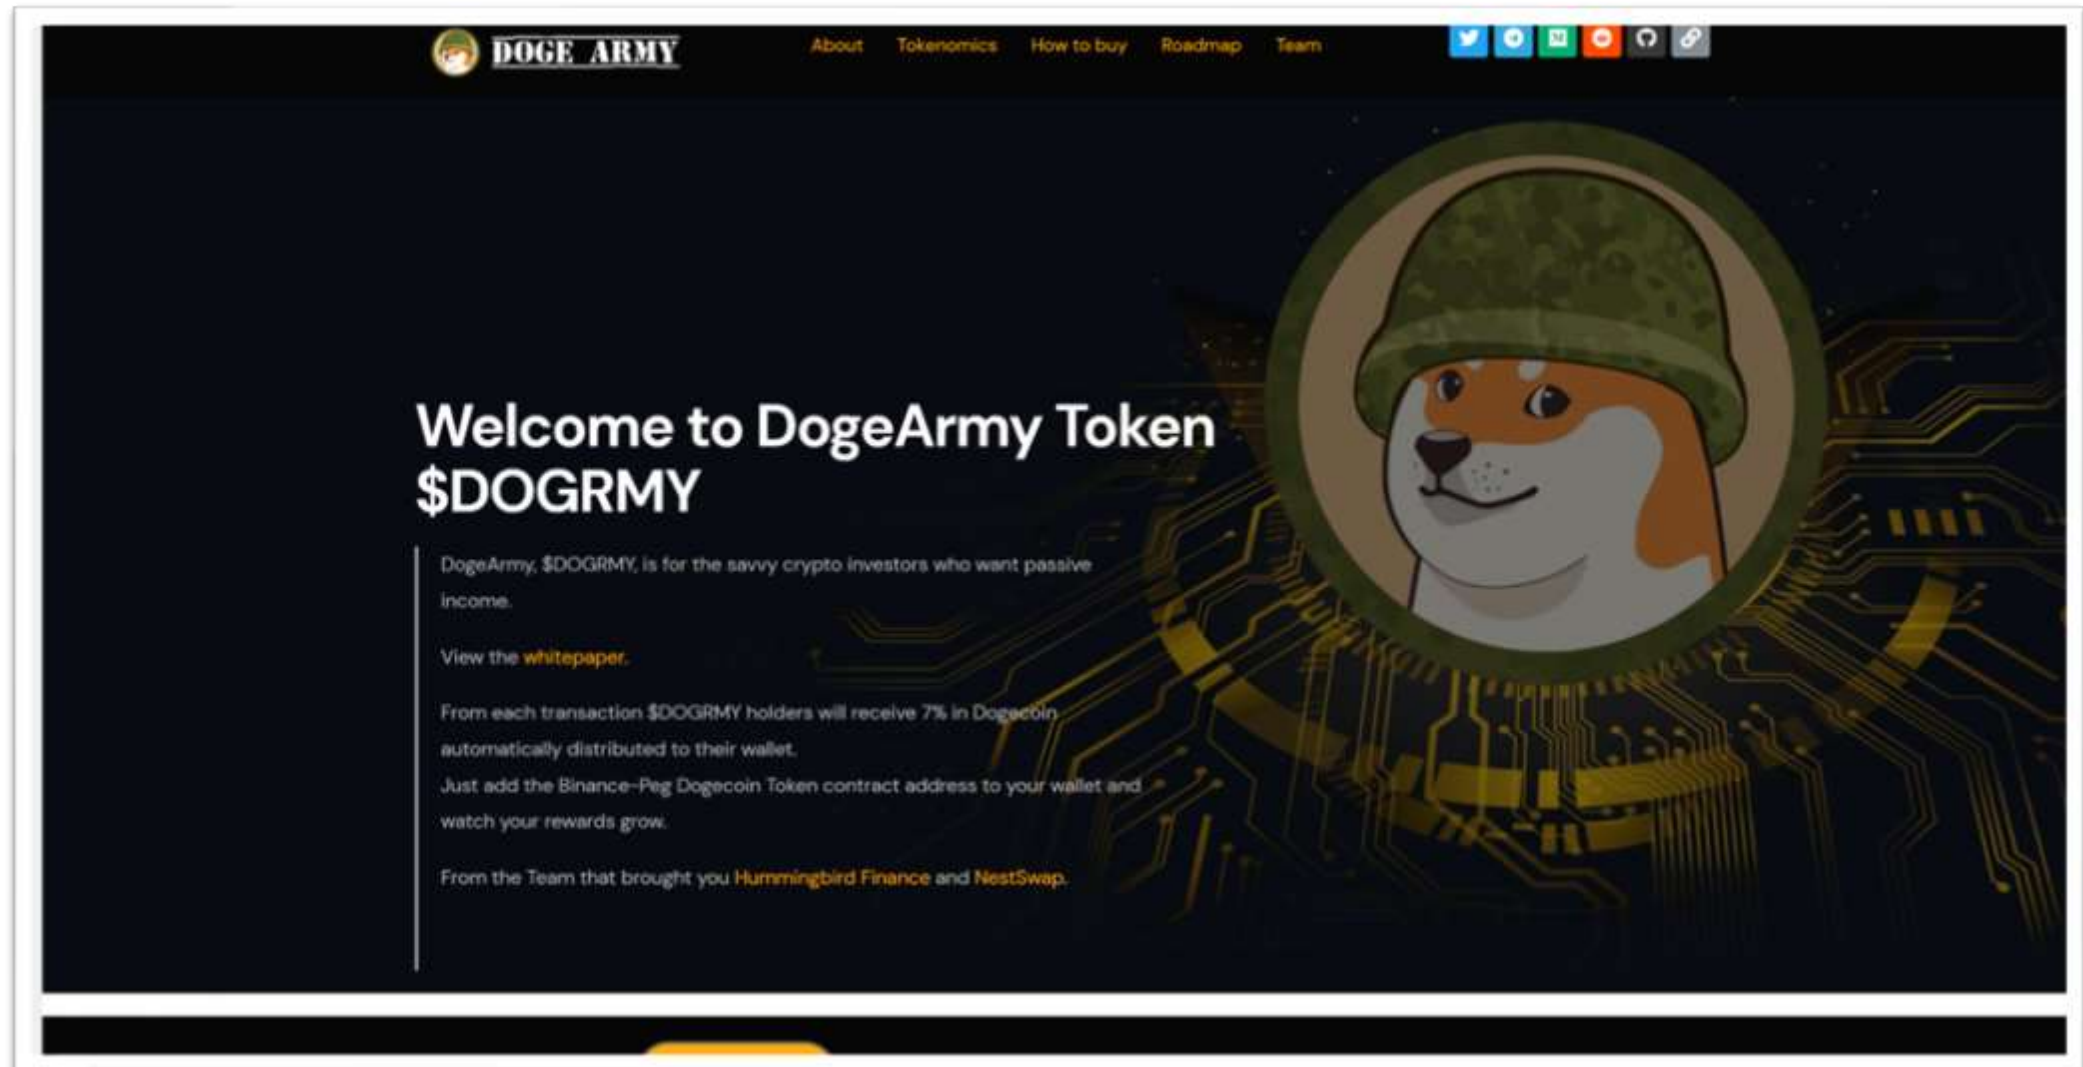 DOGE ARMY
About Tokenomics How to buy Roadmap Team
Welcome to DogeArmy Token
$DOGRMY
DogeArmy, $DOGRMY, is for the savvy crypto investors who want passive
income.
View the whitepaper.
From each transaction $DOGRMY holders will receive 7% in Dogecoin
automatically distributed to their wallet.
Just add the Binance-Peg Dogecoin Token contract address to your wallet and
watch your rewards grow.
From the Team that brought you Hummingbird Finance and NestSwap.